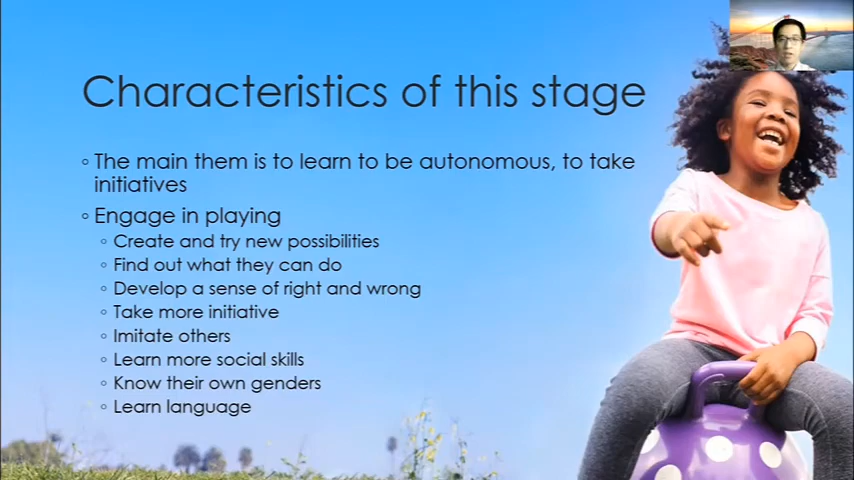 Characteristics of this stage
The main them is to learn to be autonomous, to take
initiatives
Engage in playing
Create and try new possibilities
Find out what they can do
Develop a sense of right and wrong
Take more initiative
Imitate others
Learn more social skills
Know their own genders
Learn language